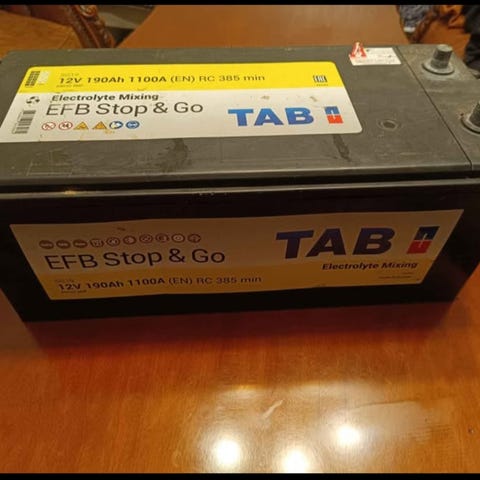 12V 190Ah 1100A (EN) RC 385 min
Electrolyte Mixing
EFB Stop & Go
TAB
EAC
EFB Stop & Go
TAB
12V 190Ah 1100A (EN) RC 385 min
Electrolyte Mixing